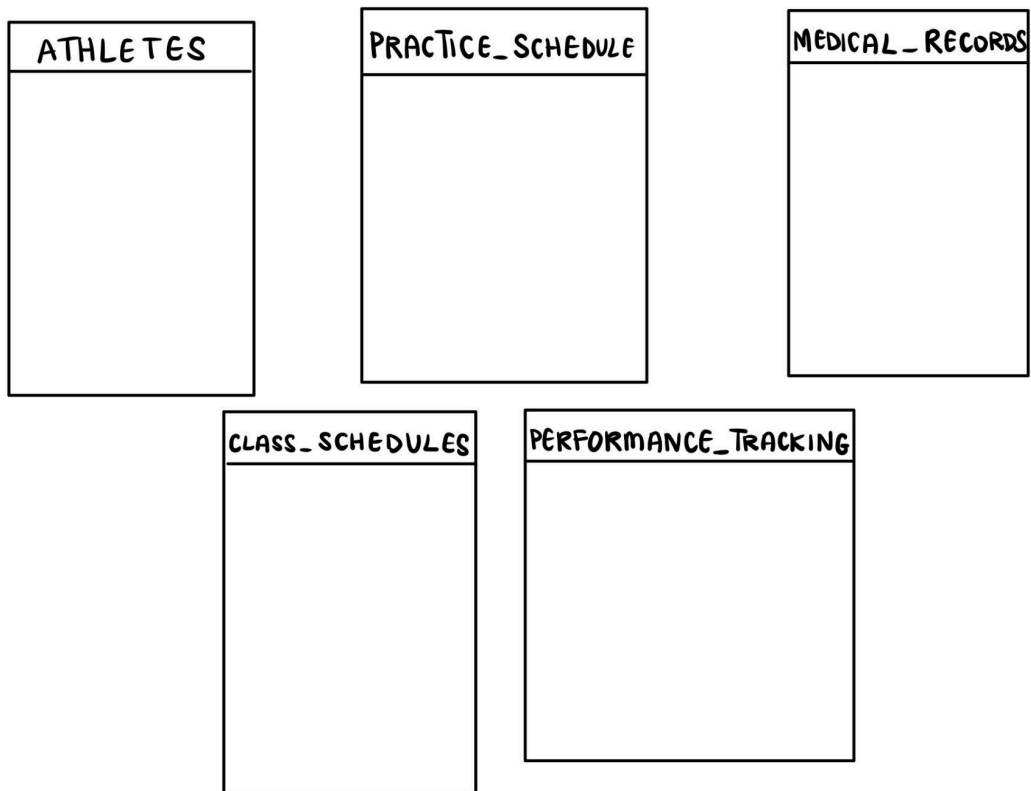 ATHLETES
PRACTICE_SCHEDULE
MEDICAL_RECORDS
CLASS_SCHEDULES
PERFORMANCE_TRACKING